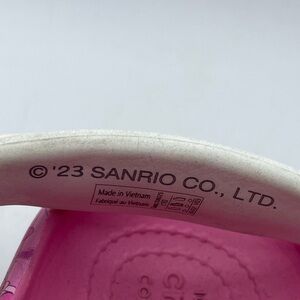 © '23 SANRIO CO., LTD.
Made in Vietnam
Fabriqué au Vietnam